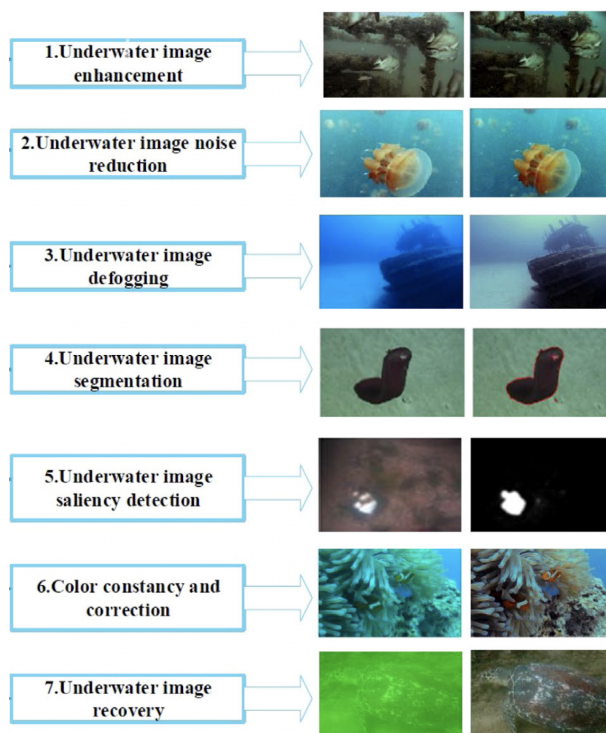 1.Underwater image
enhancement
2.Underwater image noise
reduction
3.Underwater image
defogging
4.Underwater image
segmentation
5.Underwater image
saliency detection
6.Color constancy and
correction
7.Underwater image
recovery